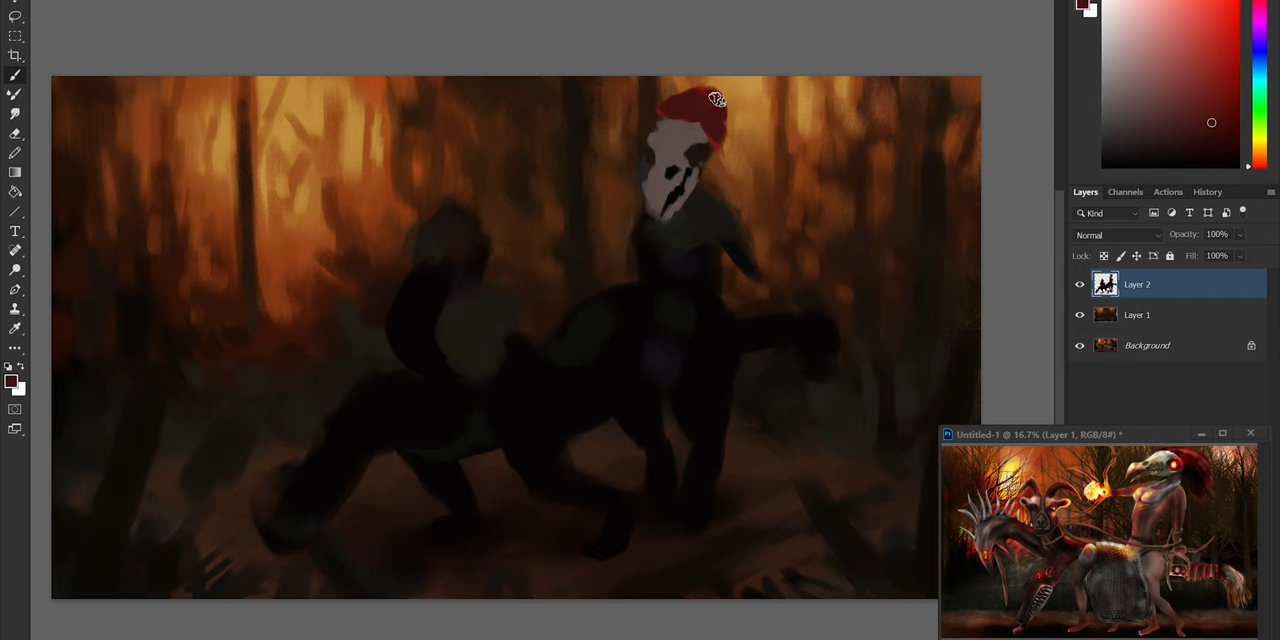 Layers Channels Actions History
Kind
Normal Opacity: 100%
Lock: Fill: 100%
Layer 2
Layer 1
Background
Ps Untitled-1 @ 16.7% (Layer 1, RGB/8#) *